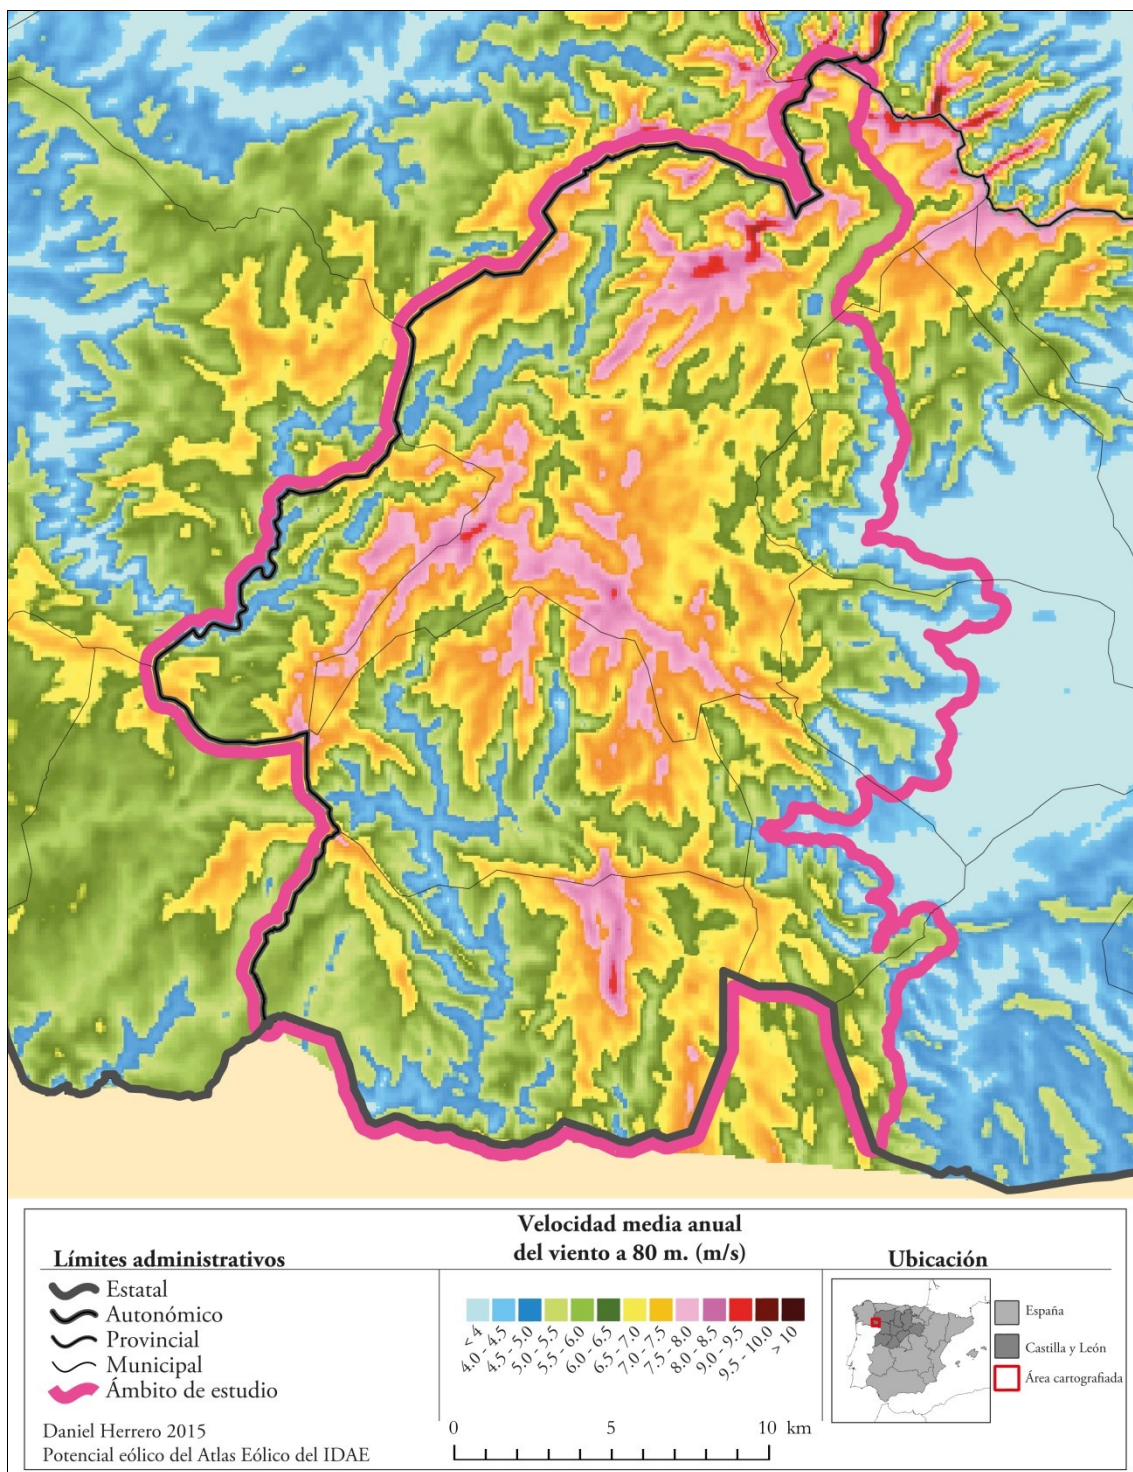 Límites administrativos
Estatal
Autonómico
Provincial
Municipal
Ámbito de estudio
Daniel Herrero 2015
Potencial eólico del Atlas Eólico del IDAE
Velocidad media anual
del viento a 80 m. (m/s)
< 4
4.0 - 4.5
4.5 - 5.0
5.0 - 5.5
5.5 - 6.0
6.0 - 6.5
6.5 - 7.0
7.0 - 7.5
7.5 - 8.0
8.0 - 8.5
9.0 - 9.5
9.5 - 10.0
> 10
0 5 10 km
Ubicación
España
Castilla y León
Área cartografiada